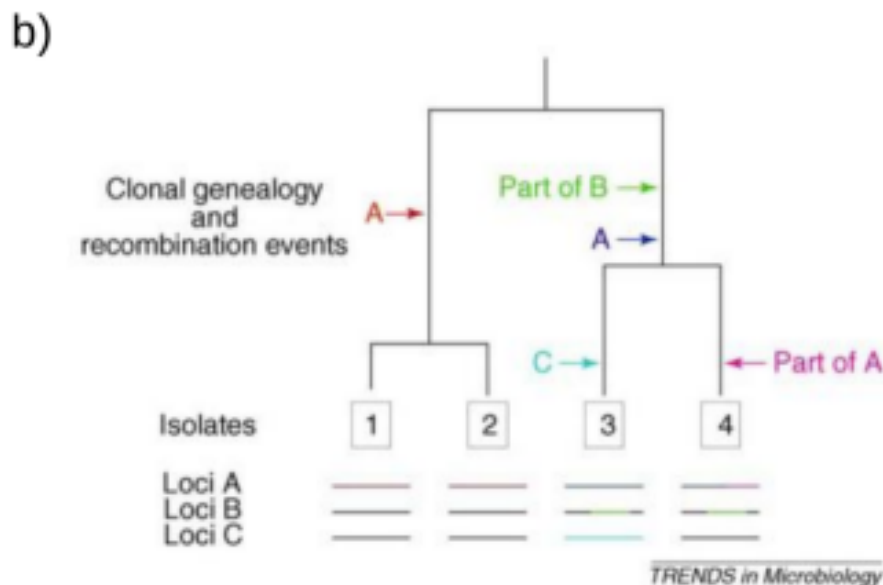 b)
Clonal genealogy
and
recombination events
A
Part of B
A
C
Part of A
Isolates 1 2 3 4
Loci A
Loci B
Loci C
TRENDS in Microbiology